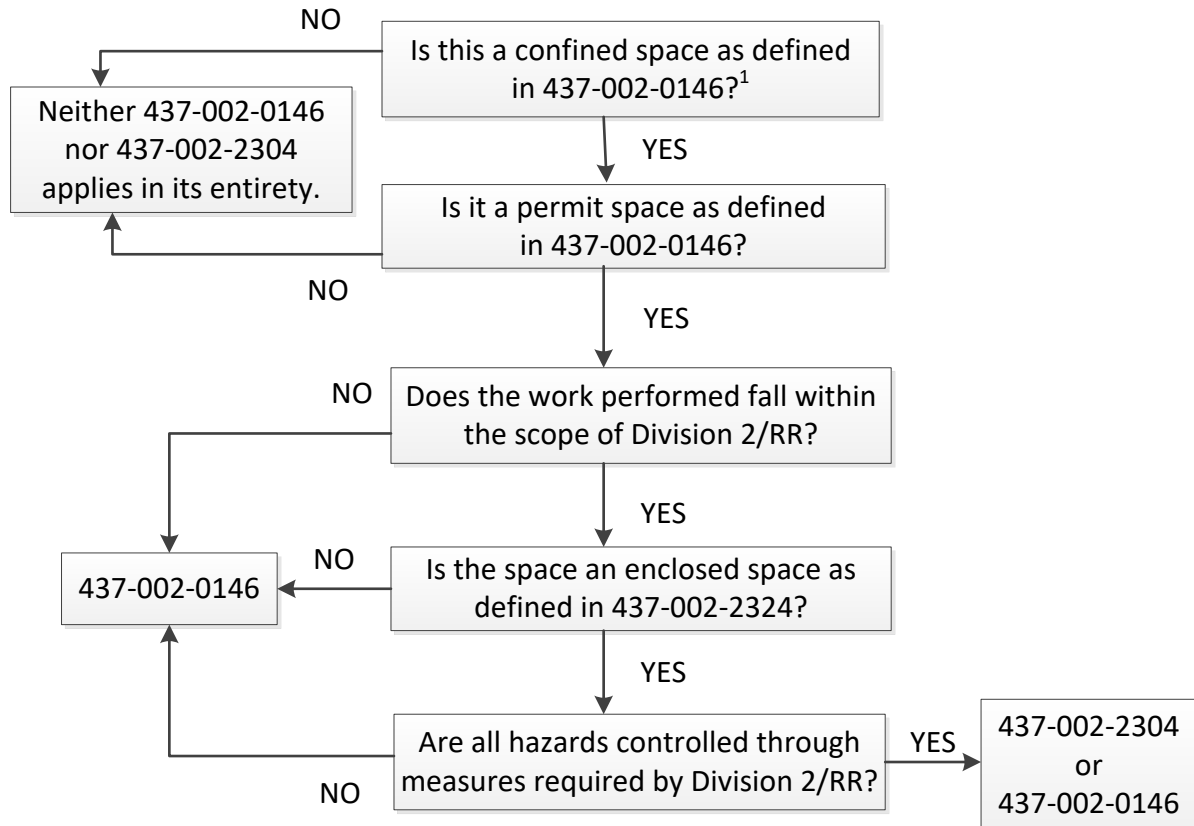 NO
Is this a confined space as defined
in 437-002-0146?1
Neither 437-002-0146
nor 437-002-2304
applies in its entirety.
YES
Is it a permit space as defined
in 437-002-0146?
NO
YES
NO
Does the work performed fall within
the scope of Division 2/RR?
YES
437-002-0146
NO
Is the space an enclosed space as
defined in 437-002-2324?
YES
Are all hazards controlled through
measures required by Division 2/RR?
NO
YES
437-002-2304
or
437-002-0146